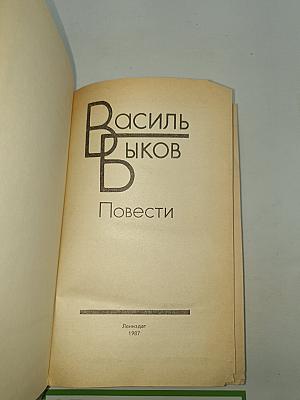 Василь
Быков
Повести
Лениздат
1987